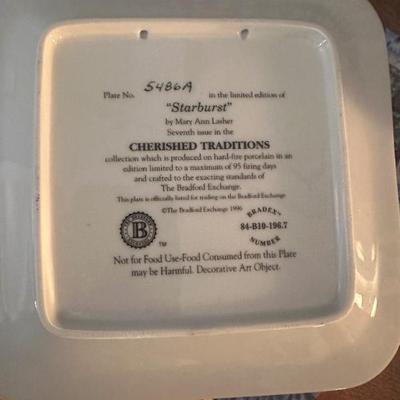 Plate No. 5486A in the limited edition of
"Starburst"
by Mary Ann Lasher
Seventh issue in the
CHERISHED TRADITIONS
collection which is produced on hard-fire porcelain in an
edition limited to a maximum of 95 firing days
and crafted to the exacting standards of
The Bradford Exchange.
This plate is officially listed for trading on the Bradford Exchange
©The Bradford Exchange 1996
B
TM
BRADEX
84-B10-196.7
NUMBER
Not for Food Use-Food Consumed from this Plate
may be Harmful. Decorative Art Object.